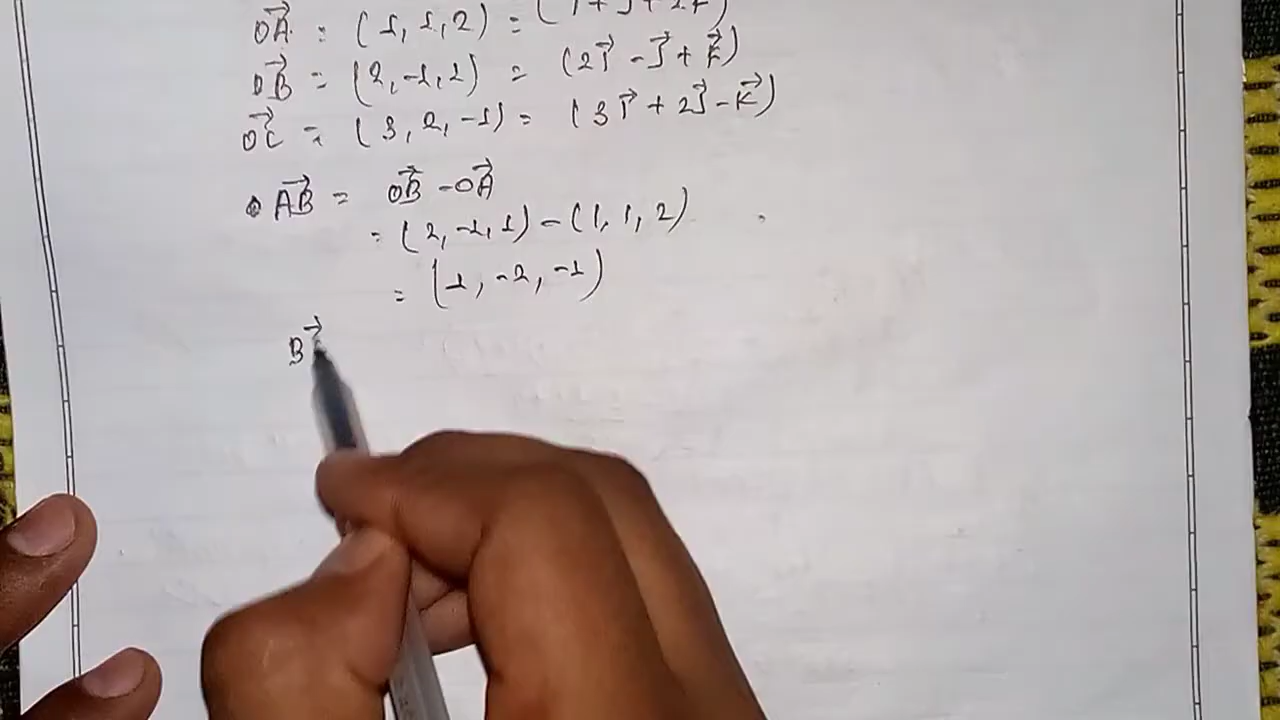 OA = (1, 1, 2) = (i + j + 2k)
OB = (2, -1, 1) = (2i - j + k)
OC = (3, 2, -1) = (3i + 2j - k)
AB = OB - OA
= (2, -1, 1) - (1, 1, 2)
= (1, -2, -1)
B